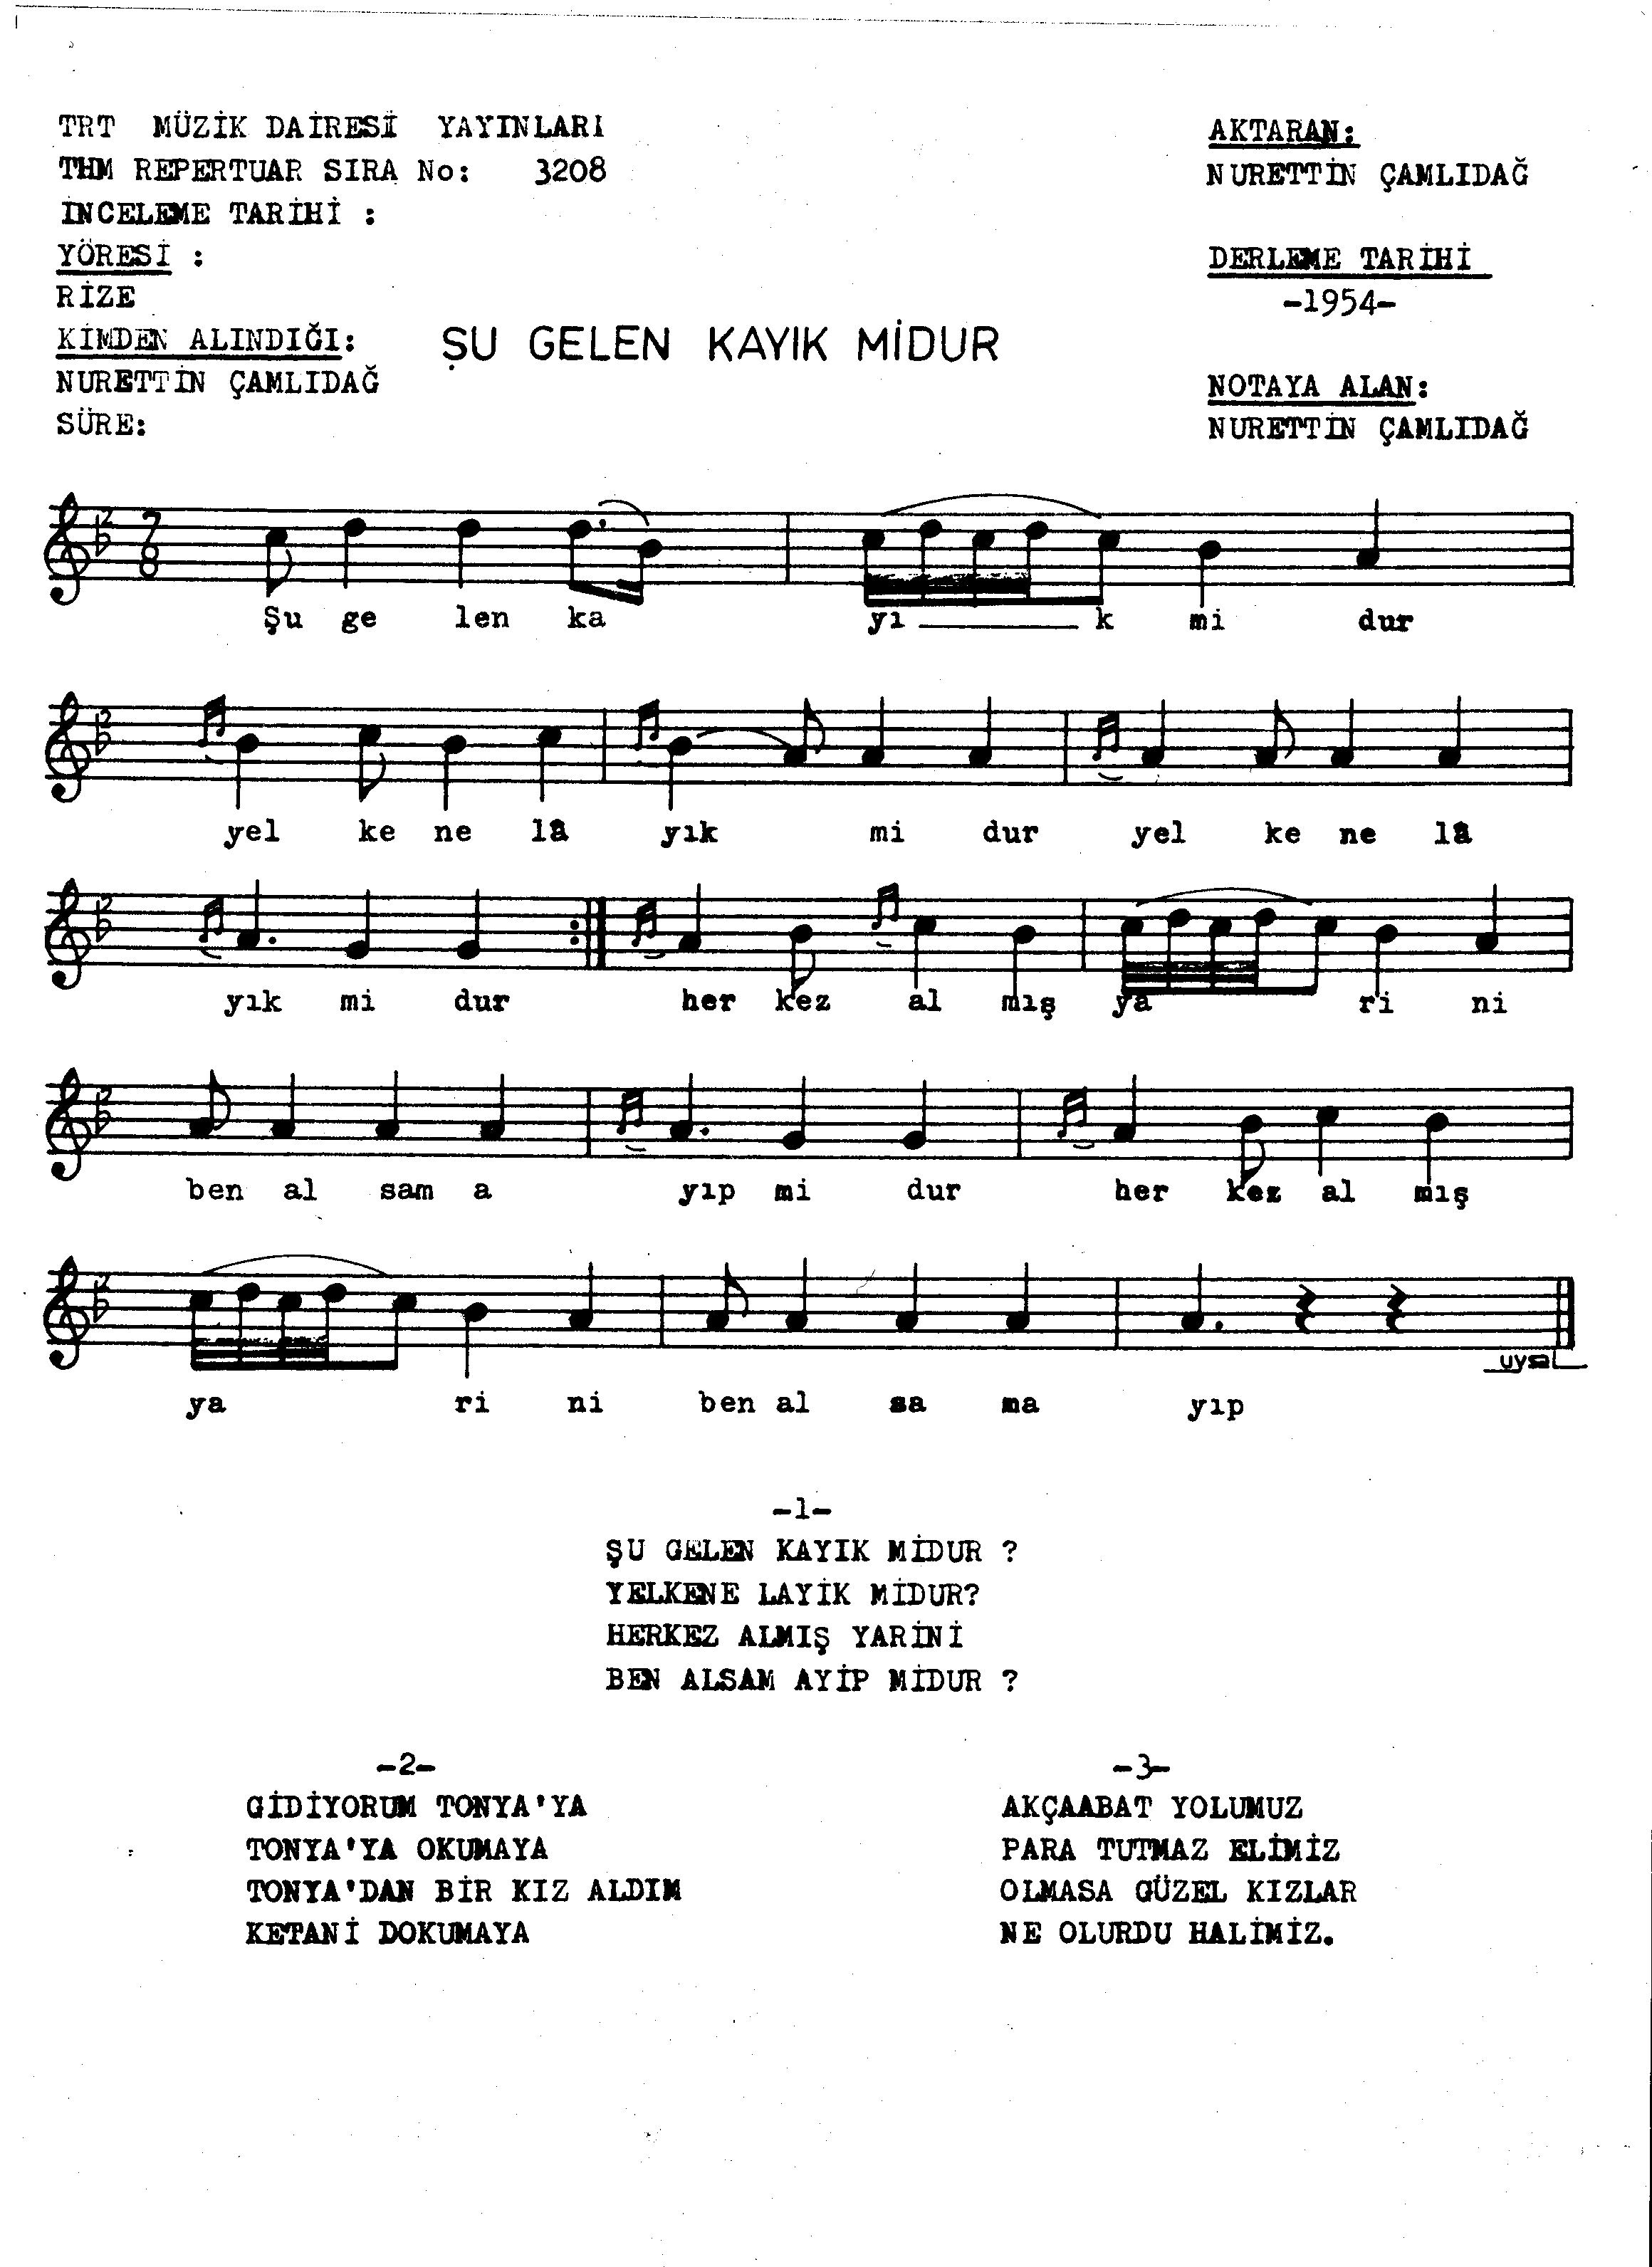 TRT MÜZİK DAİRESİ YAYINLARI
THM REPERTUAR SIRA No: 3208
İNCELEME TARİHİ :
YÖRESİ :
RİZE
KİMDEN ALINDIĞI:
NURETTİN ÇAMLIDAĞ
SÜRE:
ŞU GELEN KAYIK MİDUR
AKTARAN:
NURETTİN ÇAMLIDAĞ
DERLEME TARİHİ
-1954-
NOTAYA ALAN:
NURETTİN ÇAMLIDAĞ
7
8
Şu ge len ka yı k mi dur
yel ke ne lâ yık mi dur yel ke ne lâ
yık mi dur her kez al mış ya ri ni
ben al sam a yıp mi dur her kez al mış
ya ri ni ben al sa ma yıp
uysal
-1-
ŞU GELEN KAYIK MİDUR ?
YELKENE LAYİK MİDUR?
HERKEZ ALMIŞ YARİNİ
BEN ALSAM AYİP MİDUR ?
-2-
GİDİYORUM TONYA'YA
TONYA'YA OKUMAYA
TONYA'DAN BİR KIZ ALDIM
KETANİ DOKUMAYA
-3-
AKÇAABAT YOLUMUZ
PARA TUTMAZ ELİMİZ
OLMASA GÜZEL KIZLAR
NE OLURDU HALİMİZ.